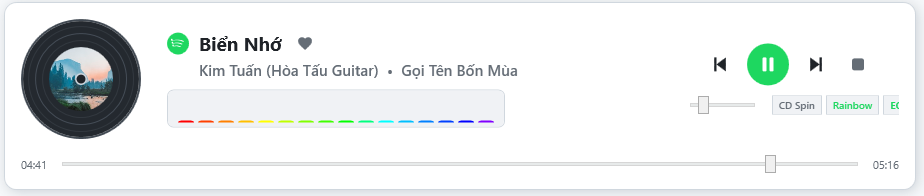 Biển Nhớ
Kim Tuấn (Hòa Tấu Guitar) • Gọi Tên Bốn Mùa
CD Spin Rainbow
04:41 05:16